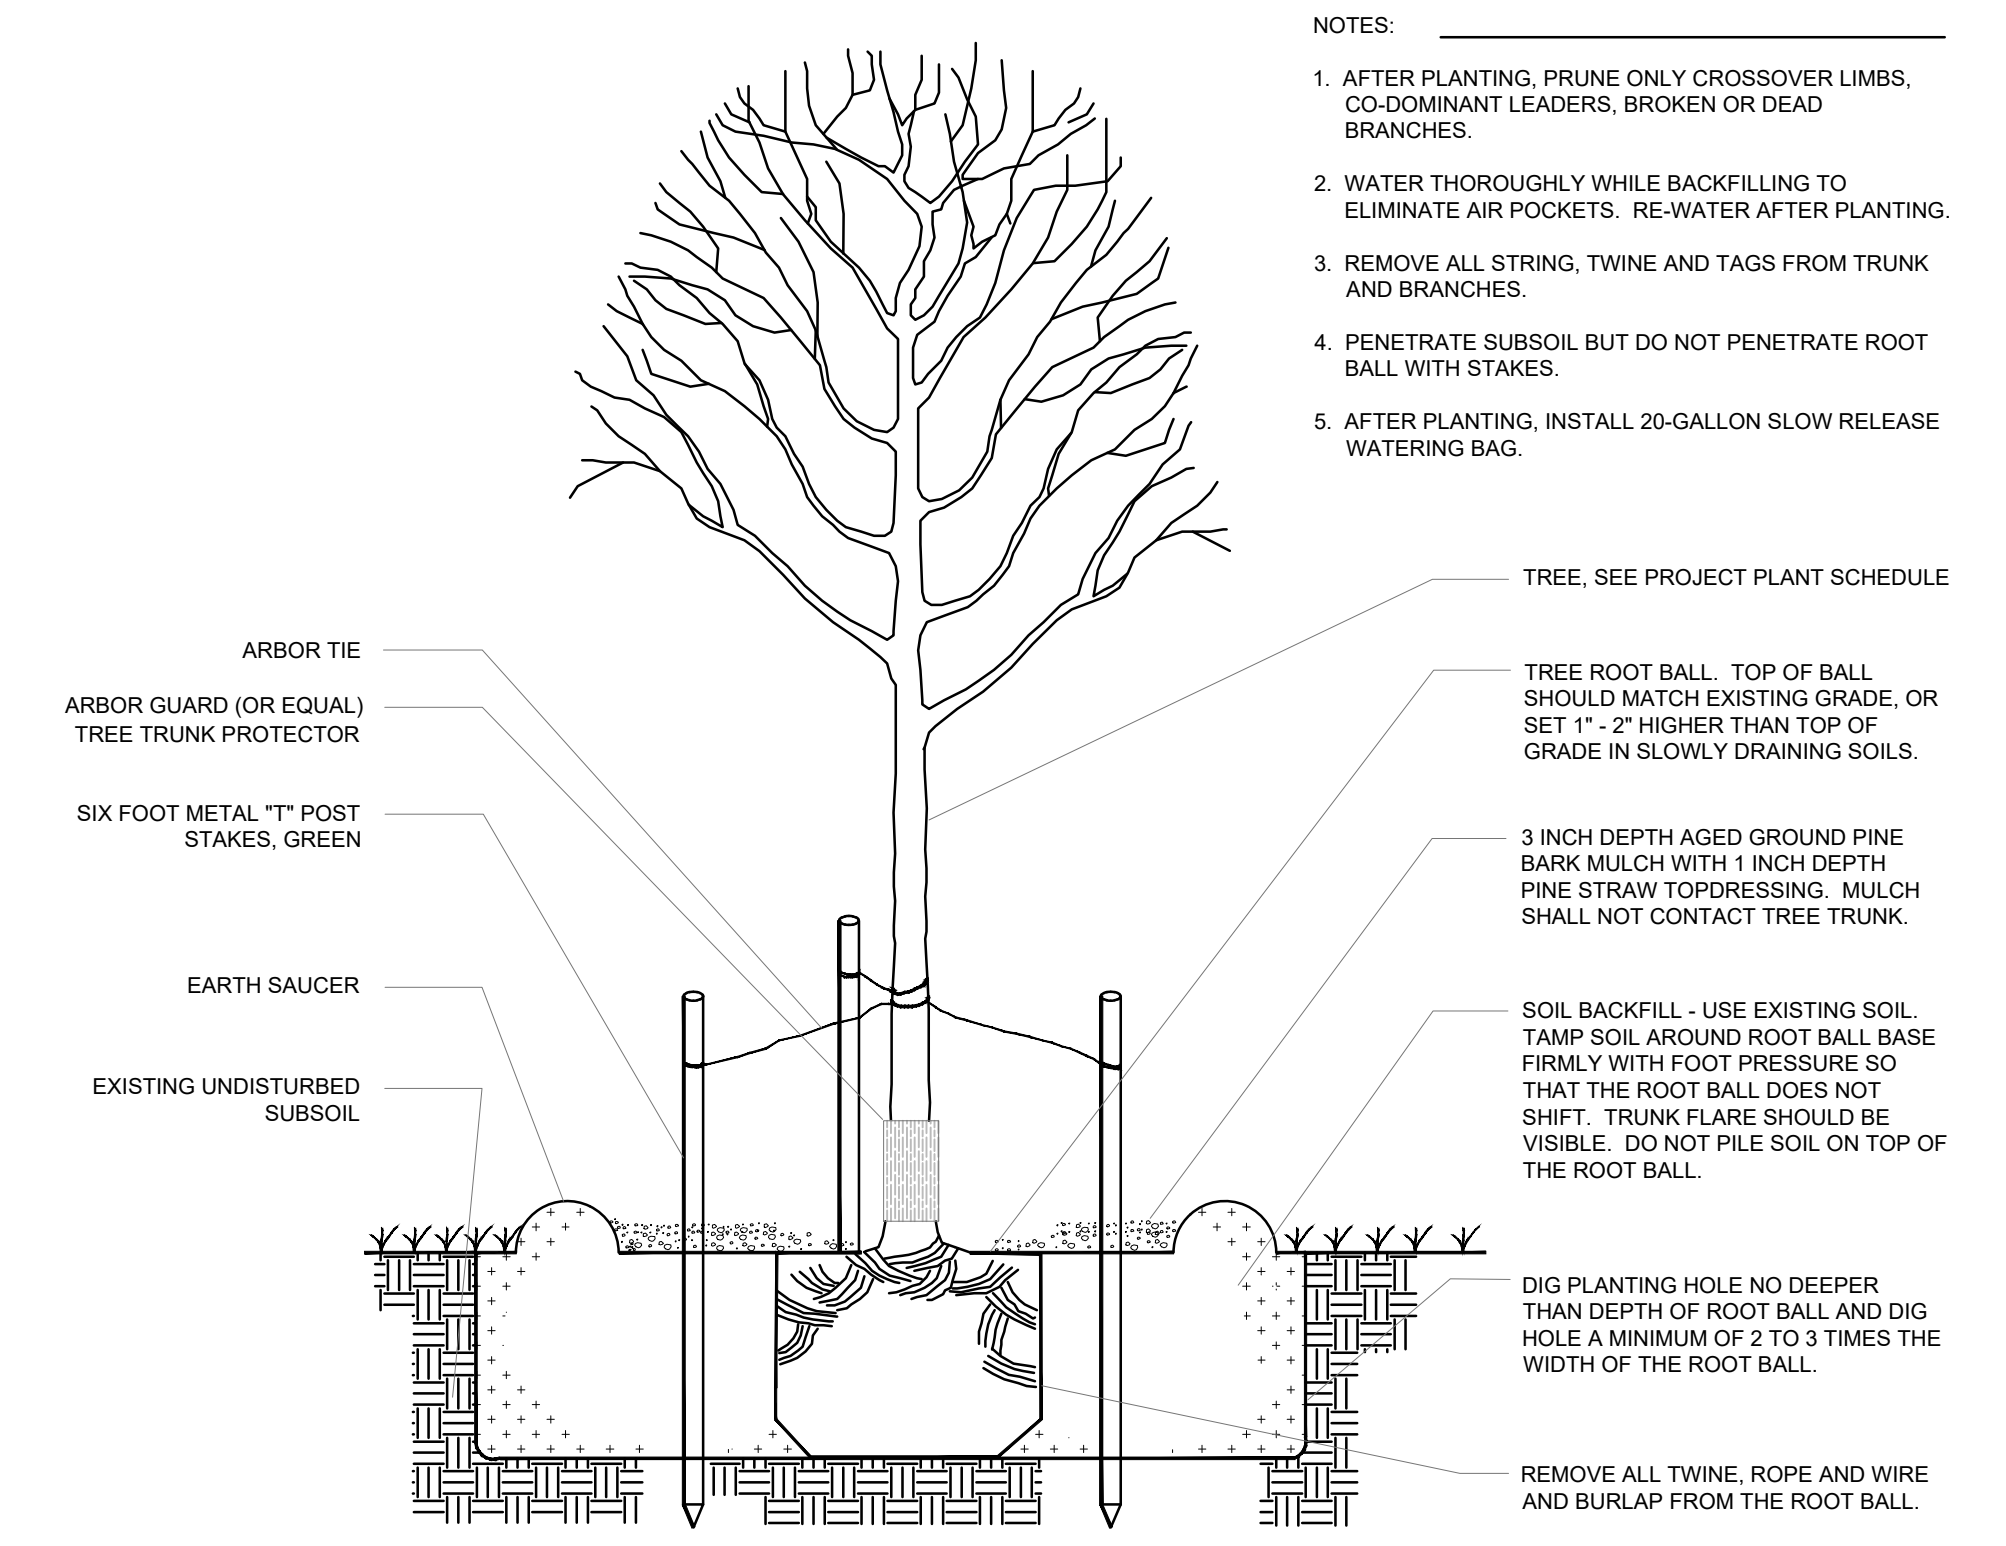 NOTES:
1. AFTER PLANTING, PRUNE ONLY CROSSOVER LIMBS,
CO-DOMINANT LEADERS, BROKEN OR DEAD
BRANCHES.
2. WATER THOROUGHLY WHILE BACKFILLING TO
ELIMINATE AIR POCKETS. RE-WATER AFTER PLANTING.
3. REMOVE ALL STRING, TWINE AND TAGS FROM TRUNK
AND BRANCHES.
4. PENETRATE SUBSOIL BUT DO NOT PENETRATE ROOT
BALL WITH STAKES.
5. AFTER PLANTING, INSTALL 20-GALLON SLOW RELEASE
WATERING BAG.
ARBOR TIE
ARBOR GUARD (OR EQUAL)
TREE TRUNK PROTECTOR
SIX FOOT METAL "T" POST
STAKES, GREEN
EARTH SAUCER
EXISTING UNDISTURBED
SUBSOIL
TREE, SEE PROJECT PLANT SCHEDULE
TREE ROOT BALL. TOP OF BALL
SHOULD MATCH EXISTING GRADE, OR
SET 1" - 2" HIGHER THAN TOP OF
GRADE IN SLOWLY DRAINING SOILS.
3 INCH DEPTH AGED GROUND PINE
BARK MULCH WITH 1 INCH DEPTH
PINE STRAW TOPDRESSING. MULCH
SHALL NOT CONTACT TREE TRUNK.
SOIL BACKFILL - USE EXISTING SOIL.
TAMP SOIL AROUND ROOT BALL BASE
FIRMLY WITH FOOT PRESSURE SO
THAT THE ROOT BALL DOES NOT
SHIFT. TRUNK FLARE SHOULD BE
VISIBLE. DO NOT PILE SOIL ON TOP OF
THE ROOT BALL.
DIG PLANTING HOLE NO DEEPER
THAN DEPTH OF ROOT BALL AND DIG
HOLE A MINIMUM OF 2 TO 3 TIMES THE
WIDTH OF THE ROOT BALL.
REMOVE ALL TWINE, ROPE AND WIRE
AND BURLAP FROM THE ROOT BALL.